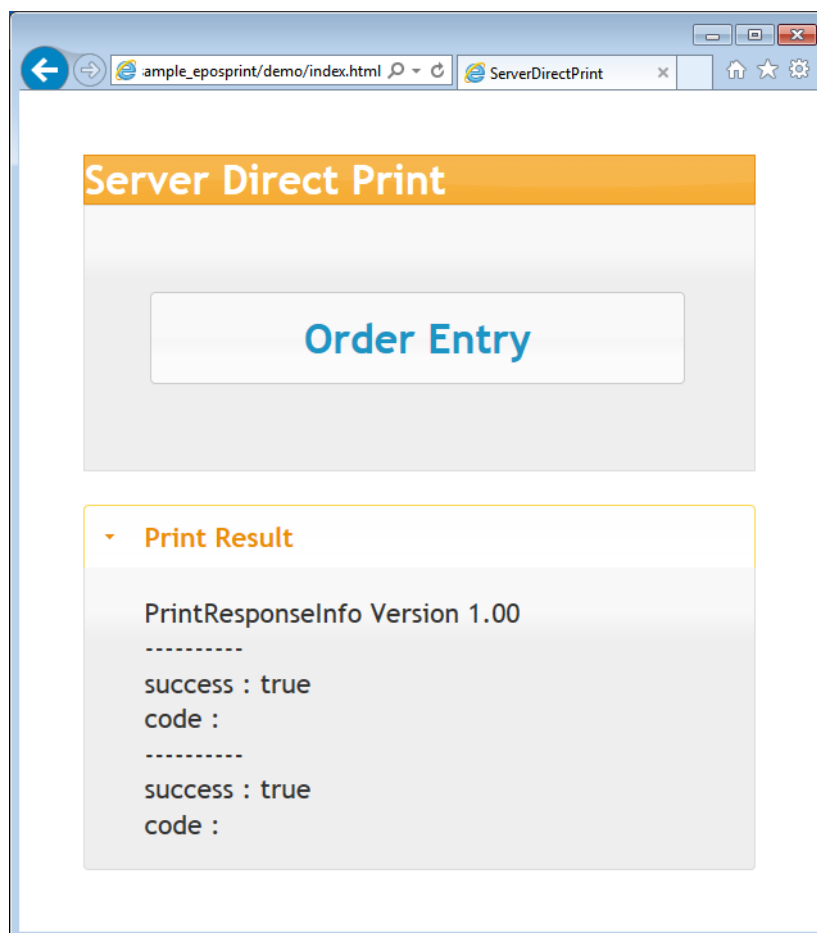 ample_eposprint/demo/index.html
ServerDirectPrint
Server Direct Print
Order Entry
Print Result
PrintResponseInfo Version 1.00
----------
success : true
code :
----------
success : true
code :